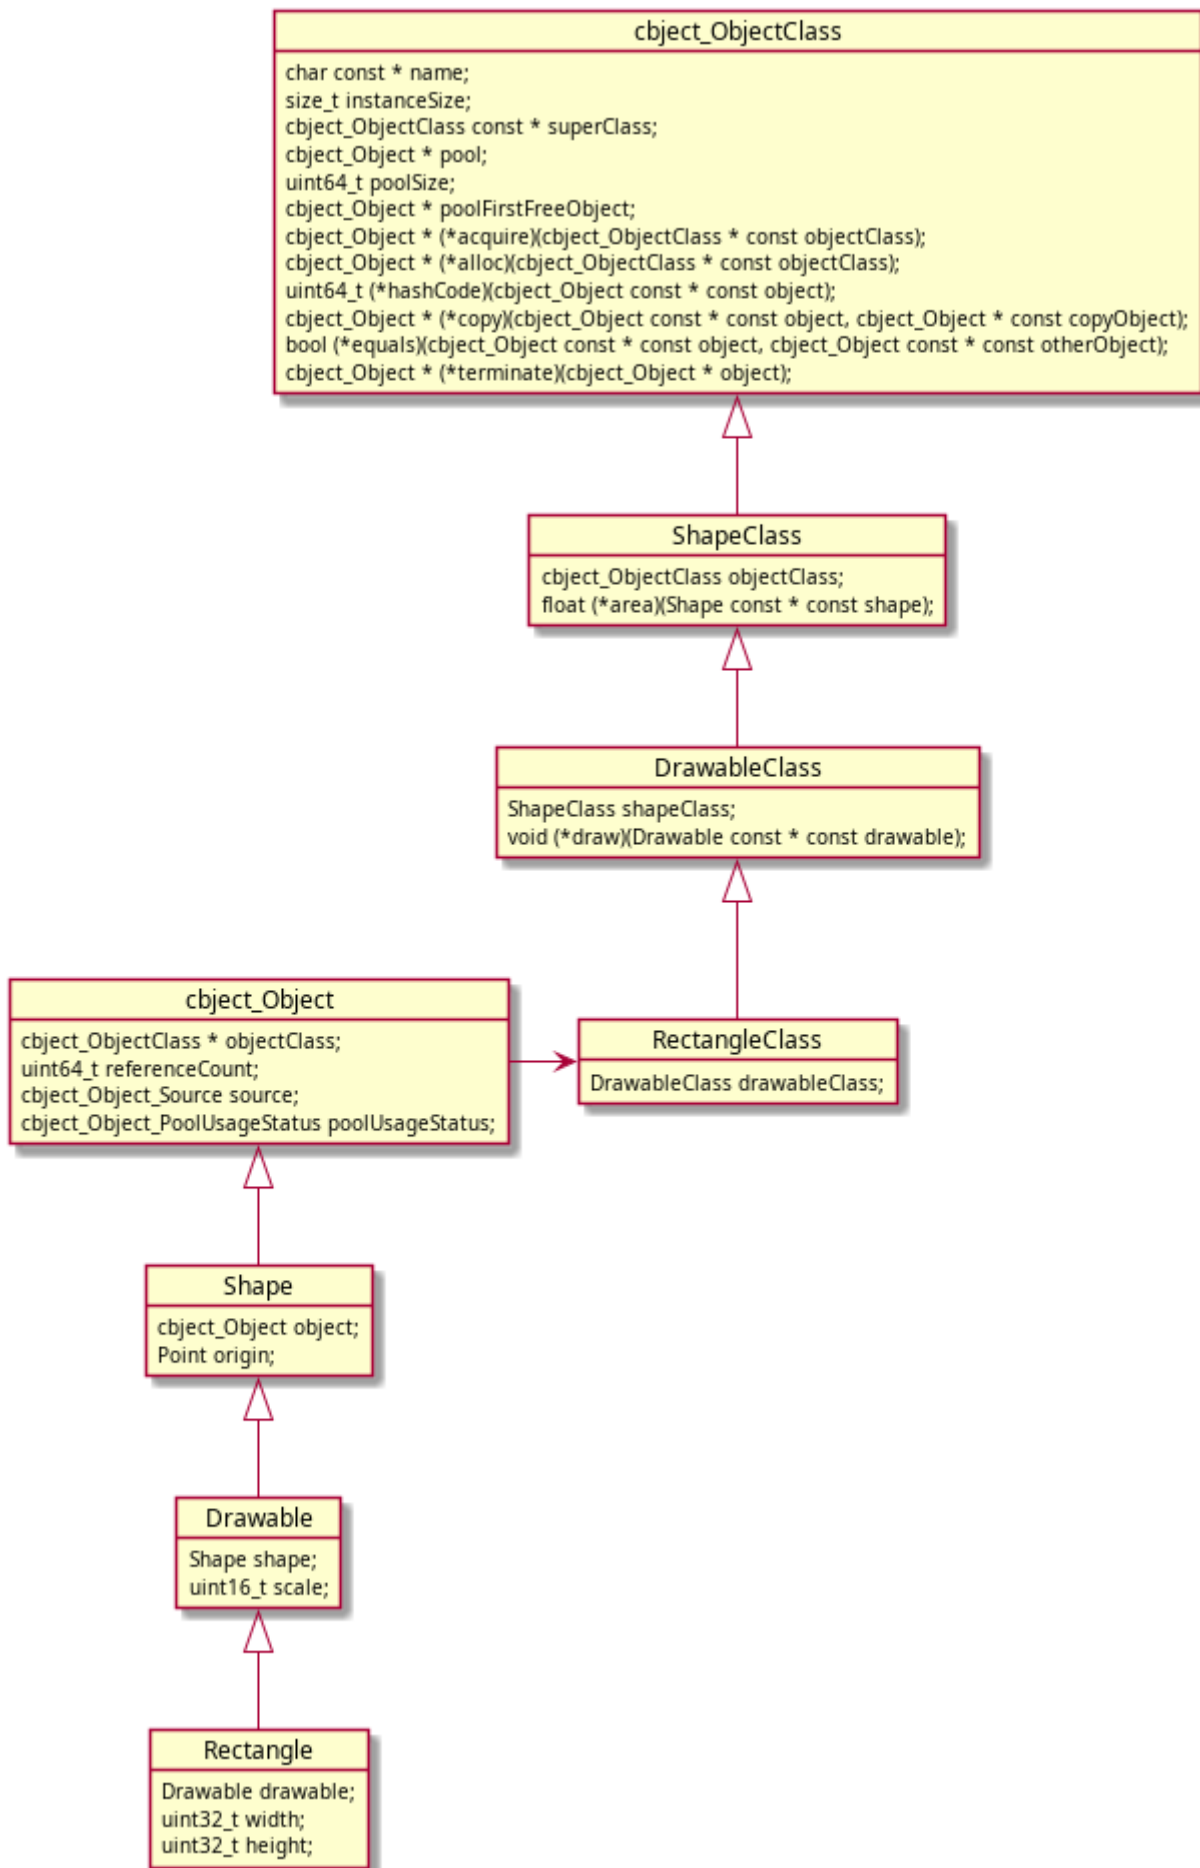 cbject_ObjectClass
char const * name;
size_t instanceSize;
cbject_ObjectClass const * superClass;
cbject_Object * pool;
uint64_t poolSize;
cbject_Object * poolFirstFreeObject;
cbject_Object * (*acquire)(cbject_ObjectClass * const objectClass);
cbject_Object * (*alloc)(cbject_ObjectClass * const objectClass);
uint64_t (*hashCode)(cbject_Object const * const object);
cbject_Object * (*copy)(cbject_Object const * const object, cbject_Object * const copyObject);
bool (*equals)(cbject_Object const * const object, cbject_Object const * const otherObject);
cbject_Object * (*terminate)(cbject_Object * object);
ShapeClass
cbject_ObjectClass objectClass;
float (*area)(Shape const * const shape);
DrawableClass
ShapeClass shapeClass;
void (*draw)(Drawable const * const drawable);
cbject_Object
cbject_ObjectClass * objectClass;
uint64_t referenceCount;
cbject_Object_Source source;
cbject_Object_PoolUsageStatus poolUsageStatus;
RectangleClass
DrawableClass drawableClass;
Shape
cbject_Object object;
Point origin;
Drawable
Shape shape;
uint16_t scale;
Rectangle
Drawable drawable;
uint32_t width;
uint32_t height;